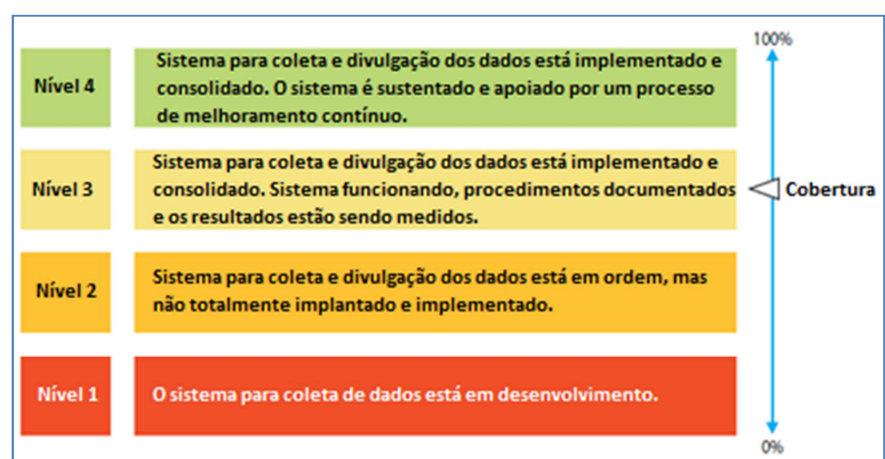 100%
Nível 4
Sistema para coleta e divulgação dos dados está implementado e
consolidado. O sistema é sustentado e apoiado por um processo
de melhoramento contínuo.
Nível 3
Sistema para coleta e divulgação dos dados está implementado e
consolidado. Sistema funcionando, procedimentos documentados
e os resultados estão sendo medidos.
Cobertura
Nível 2
Sistema para coleta e divulgação dos dados está em ordem, mas
não totalmente implantado e implementado.
Nível 1
O sistema para coleta de dados está em desenvolvimento.
0%